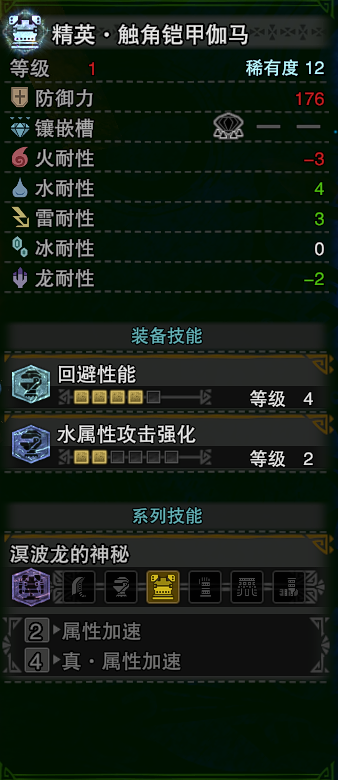 精英・触角铠甲伽马
等级 1 稀有度 12
防御力 176
镶嵌槽 — —
火耐性 -3
水耐性 4
雷耐性 3
冰耐性 0
龙耐性 -2
装备技能
回避性能
等级 4
水属性攻击强化
等级 2
系列技能
溟波龙的神秘
2 属性加速
4 真・属性加速